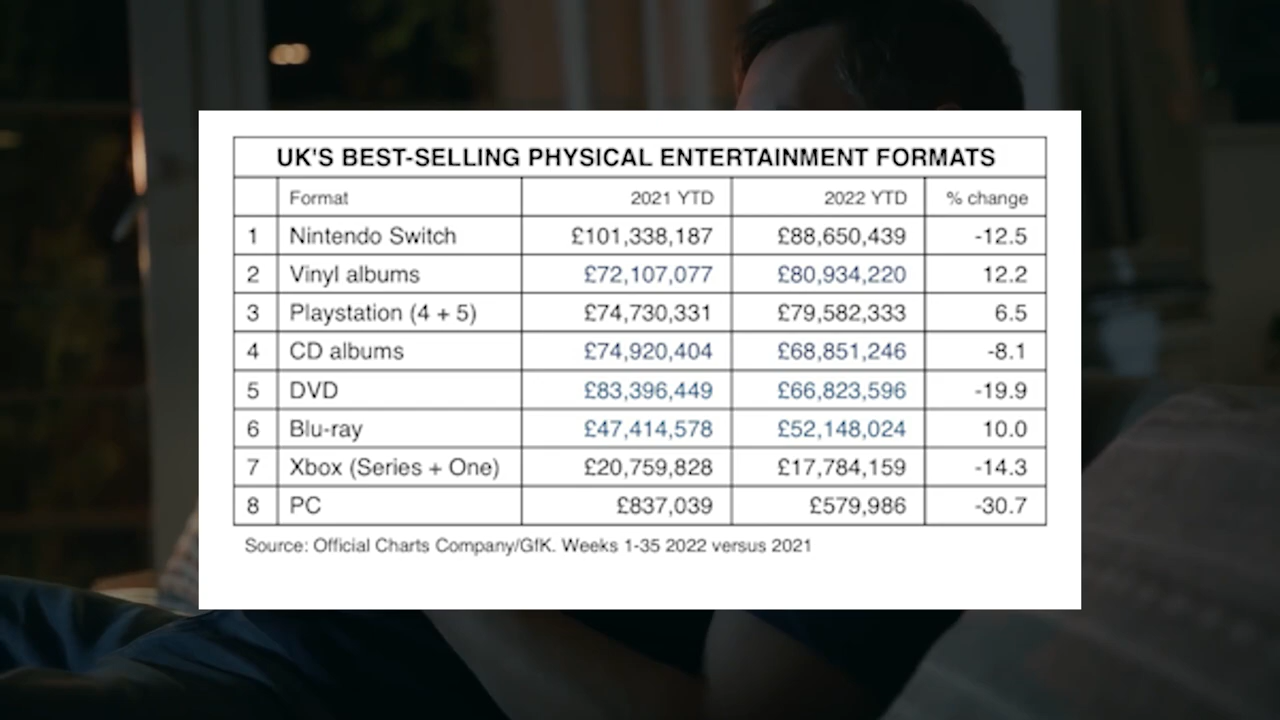 UK'S BEST-SELLING PHYSICAL ENTERTAINMENT FORMATS
Format 2021 YTD 2022 YTD % change
1 Nintendo Switch £101,338,187 £88,650,439 -12.5
2 Vinyl albums £72,107,077 £80,934,220 12.2
3 Playstation (4 + 5) £74,730,331 £79,582,333 6.5
4 CD albums £74,920,404 £68,851,246 -8.1
5 DVD £83,396,449 £66,823,596 -19.9
6 Blu-ray £47,414,578 £52,148,024 10.0
7 Xbox (Series + One) £20,759,828 £17,784,159 -14.3
8 PC £837,039 £579,986 -30.7
Source: Official Charts Company/GfK. Weeks 1-35 2022 versus 2021